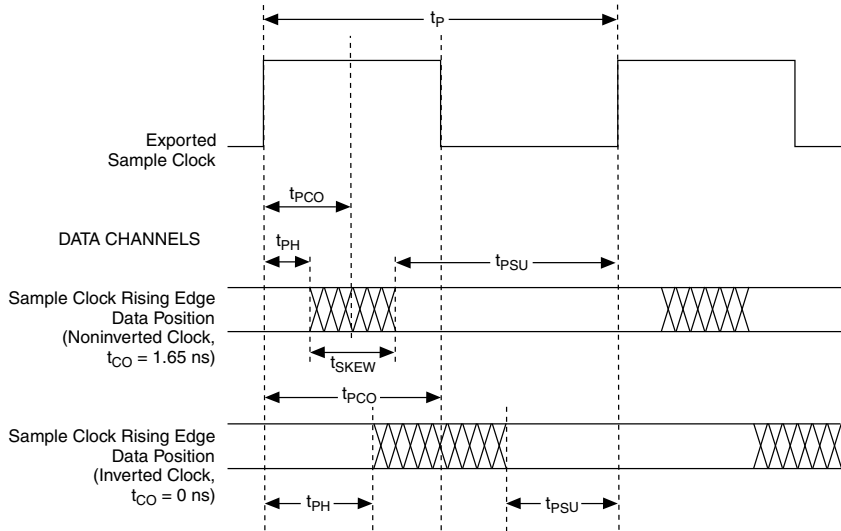 tP
Exported
Sample Clock
tPCO
DATA CHANNELS
tPH
tPSU
Sample Clock Rising Edge
Data Position
(Noninverted Clock,
tCO = 1.65 ns)
tSKEW
tPCO
Sample Clock Rising Edge
Data Position
(Inverted Clock,
tCO = 0 ns)
tPH
tPSU